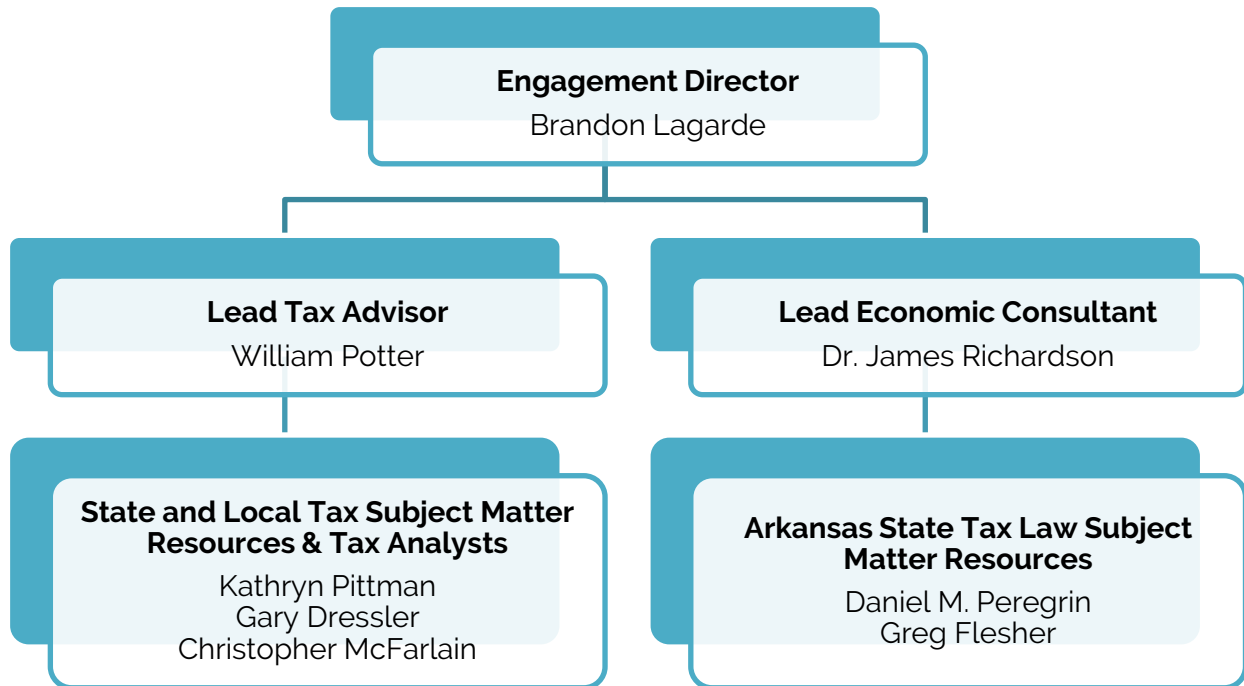 Engagement Director
Brandon Lagarde
Lead Tax Advisor
William Potter
Lead Economic Consultant
Dr. James Richardson
State and Local Tax Subject Matter
Resources & Tax Analysts
Kathryn Pittman
Gary Dressler
Christopher McFarlain
Arkansas State Tax Law Subject
Matter Resources
Daniel M. Peregrin
Greg Flesher